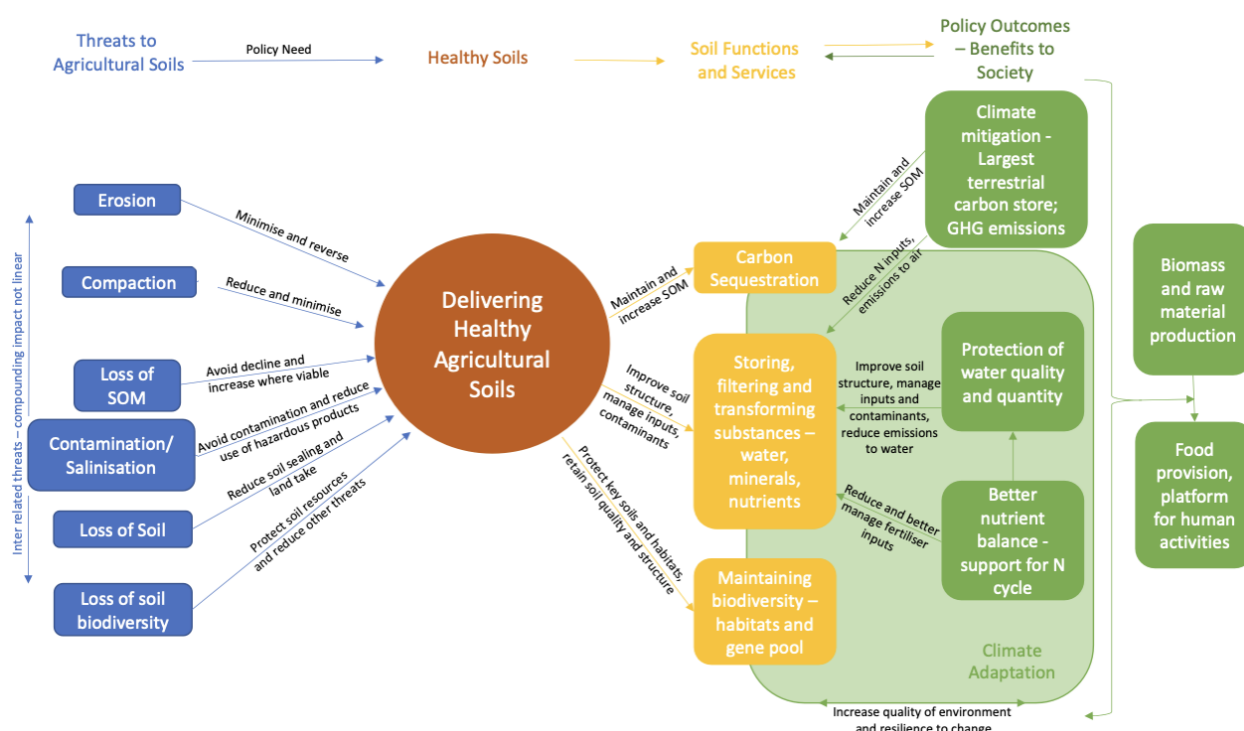 Threats to
Agricultural Soils
Policy Need
Healthy Soils
Soil Functions
and Services
Policy Outcomes
– Benefits to
Society
Inter related threats – compounding impact not linear
Erosion
Minimise and reverse
Compaction
Reduce and minimise
Loss of
SOM
Avoid decline and
increase where viable
Contamination/
Salinisation
Avoid contamination and reduce
use of hazardous products
Loss of Soil
Reduce soil sealing and
land take
Loss of soil
biodiversity
Protect soil resources
and reduce other threats
Delivering
Healthy
Agricultural
Soils
Maintain and
increase SOM
Improve soil
structure,
manage inputs,
contaminants
Protect key soils and habitats,
retain soil quality and structure
Carbon
Sequestration
Storing,
filtering and
transforming
substances –
water,
minerals,
nutrients
Maintaining
biodiversity –
habitats and
gene pool
Maintain and
increase SOM
Reduce N inputs,
emissions to air
Improve soil
structure, manage
inputs and
contaminants,
reduce emissions
to water
Reduce and better
manage fertiliser
inputs
Climate
mitigation -
Largest
terrestrial
carbon store;
GHG emissions
Protection of
water quality
and quantity
Better
nutrient
balance -
support for N
cycle
Climate
Adaptation
Increase quality of environment
and resilience to change
Biomass
and raw
material
production
Food
provision,
platform
for human
activities